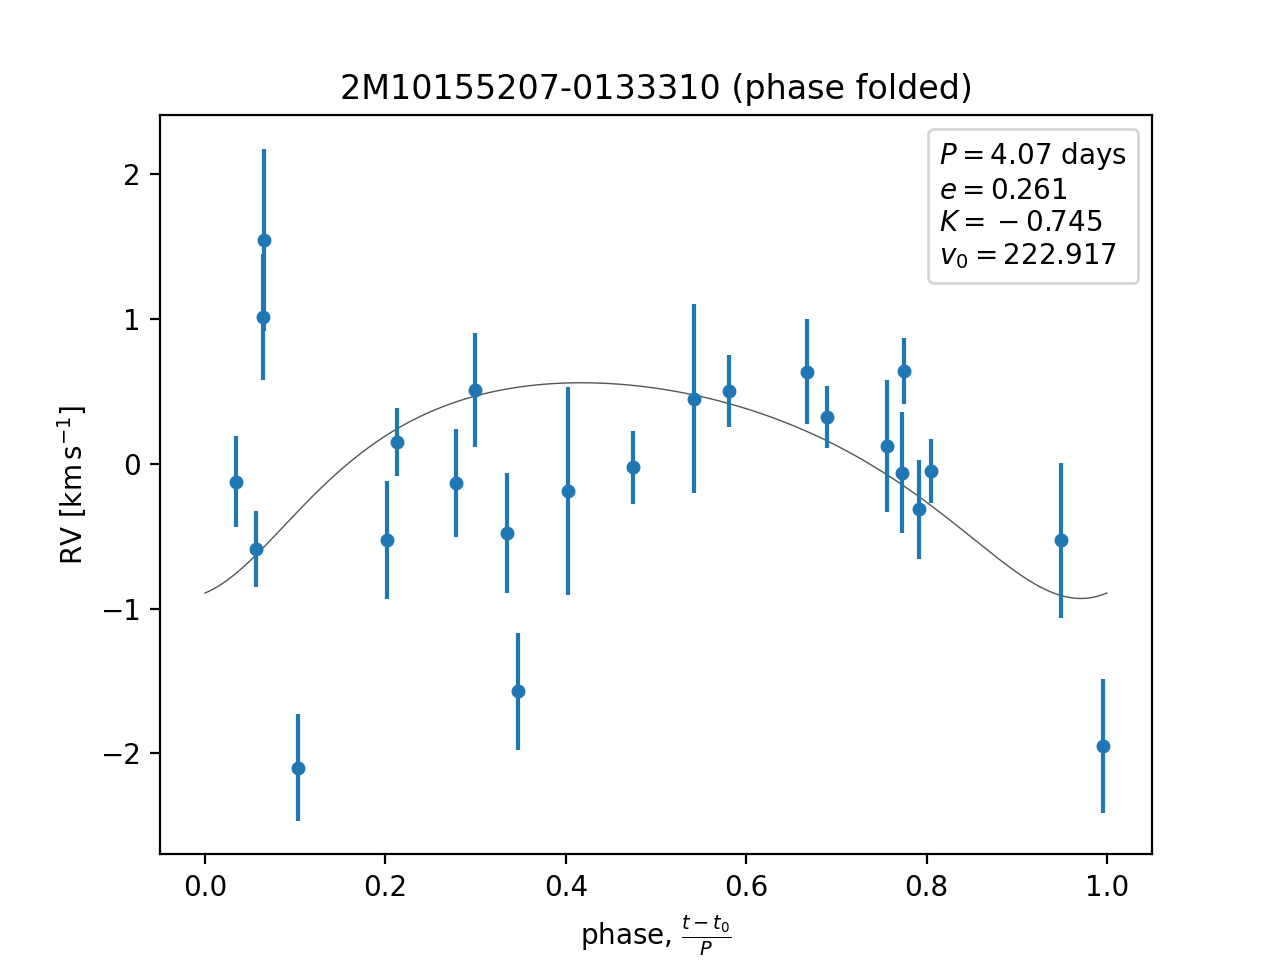 2M10155207-0133310 (phase folded)
P = 4.07 days
e = 0.261
K = −0.745
v₀ = 222.917
RV [km s⁻¹]
2
1
0
−1
−2
0.0 0.2 0.4 0.6 0.8 1.0
phase, (t − t₀)/P